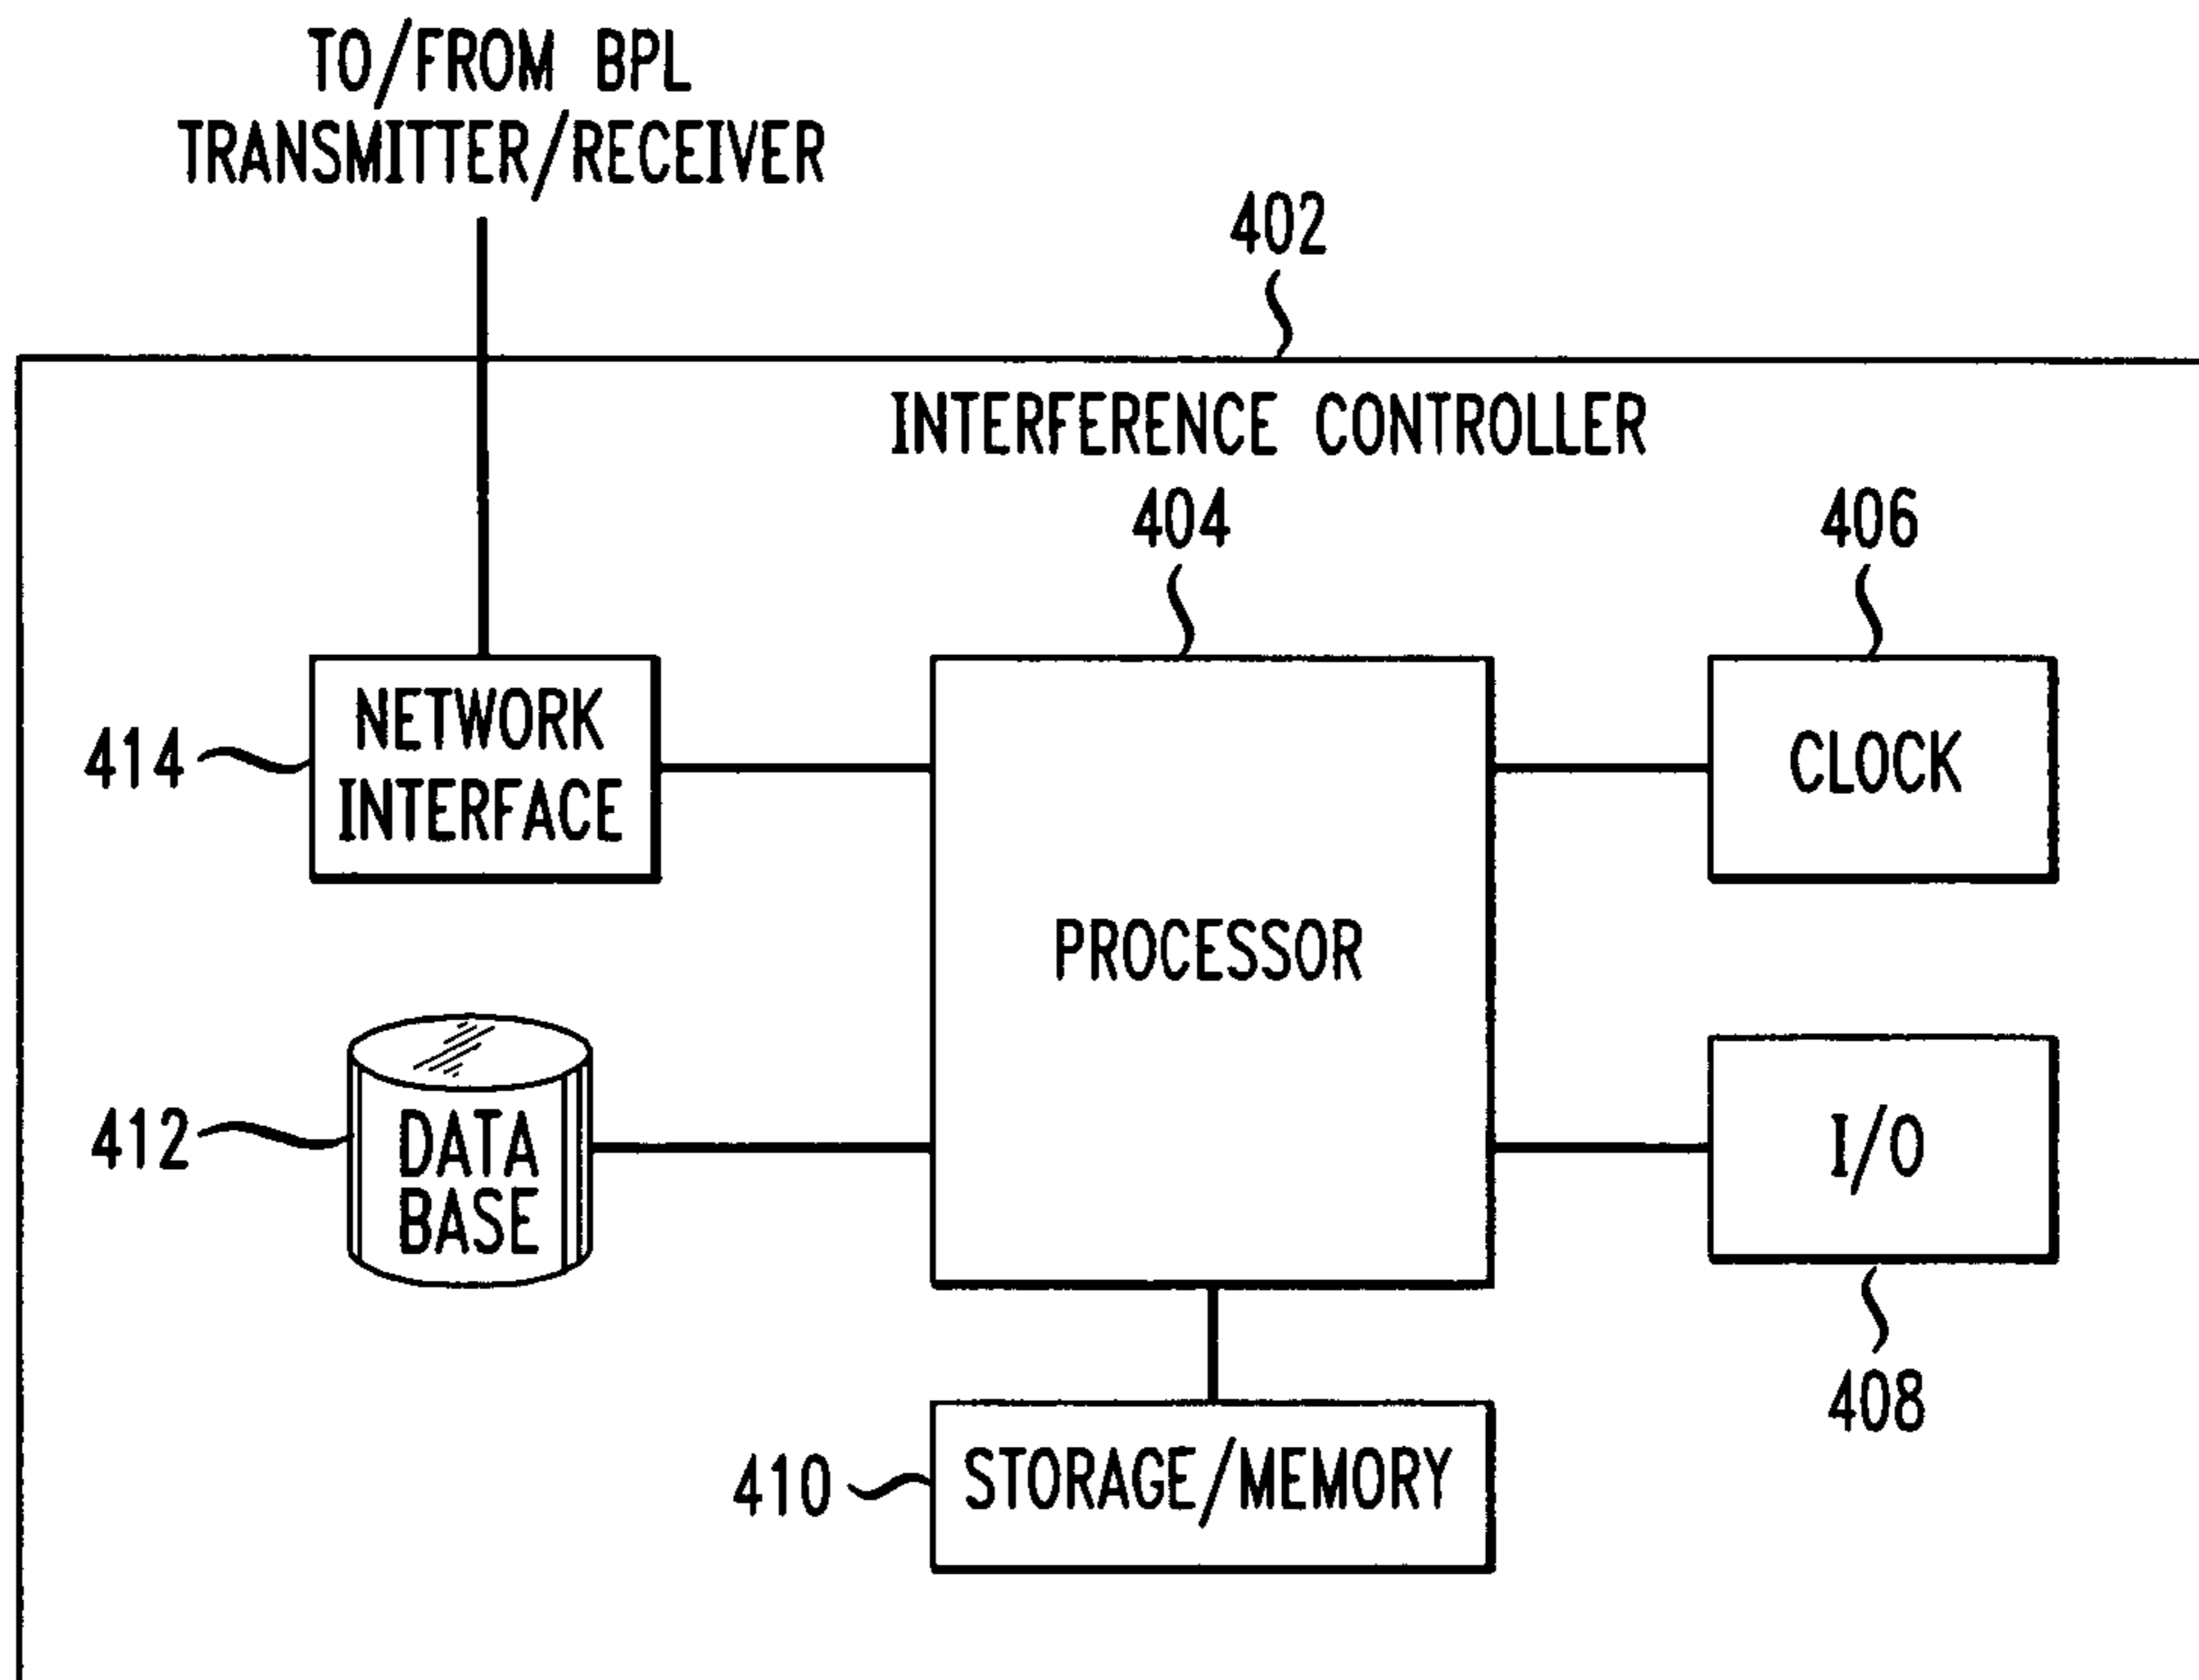 TO/FROM BPL
TRANSMITTER/RECEIVER
402
INTERFERENCE CONTROLLER
404
406
414
NETWORK
INTERFACE
CLOCK
PROCESSOR
412
DATA
BASE
I/O
408
410
STORAGE/MEMORY